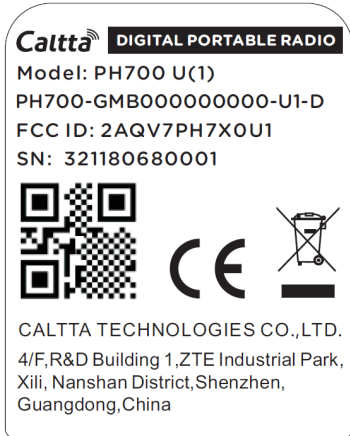 Caltta DIGITAL PORTABLE RADIO
Model: PH700 U(1)
PH700-GMB000000000-U1-D
FCC ID: 2AQV7PH7X0U1
SN: 321180680001
CE
CALTTA TECHNOLOGIES CO.,LTD.
4/F,R&D Building 1,ZTE Industrial Park,
Xili, Nanshan District,Shenzhen,
Guangdong,China